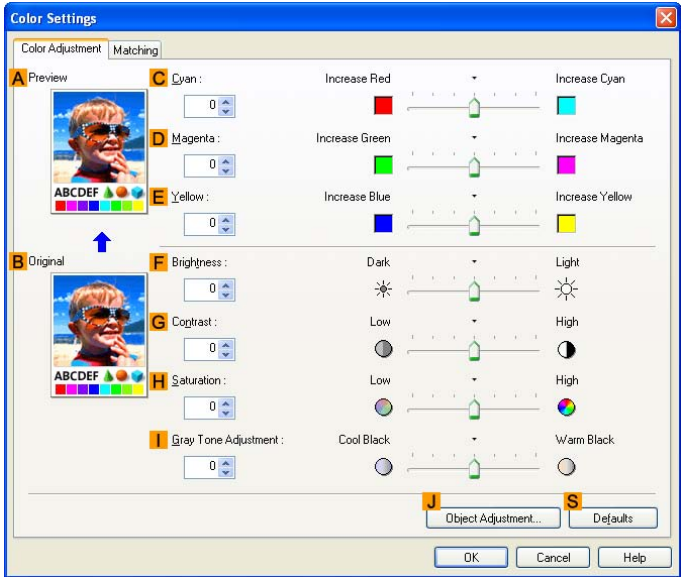 Color Settings
Color Adjustment Matching
A Preview
ABCDEF
B Original
ABCDEF
C Cyan : Increase Red Increase Cyan
0
D Magenta : Increase Green Increase Magenta
0
E Yellow : Increase Blue Increase Yellow
0
F Brightness : Dark Light
0
G Contrast : Low High
0
H Saturation : Low High
0
I Gray Tone Adjustment : Cool Black Warm Black
0
J S
Object Adjustment... Defaults
OK Cancel Help